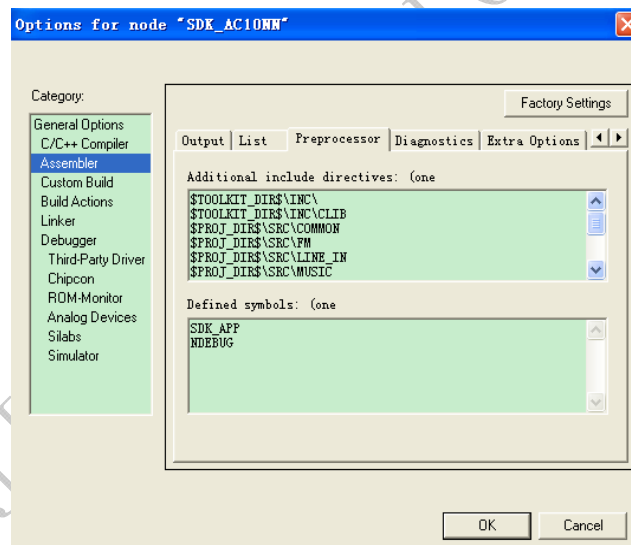 Options for node "SDK_AC10NN"
Category:
General Options
C/C++ Compiler
Assembler
Custom Build
Build Actions
Linker
Debugger
Third-Party Driver
Chipcon
ROM-Monitor
Analog Devices
Silabs
Simulator
Factory Settings
Output List Preprocessor Diagnostics Extra Options
Additional include directives: (one
$TOOLKIT_DIR$\INC\
$TOOLKIT_DIR$\INC\CLIB
$PROJ_DIR$\SRC\COMMON
$PROJ_DIR$\SRC\FM
$PROJ_DIR$\SRC\LINE_IN
$PROJ_DIR$\SRC\MUSIC
Defined symbols: (one
SDK_APP
NDEBUG
OK Cancel